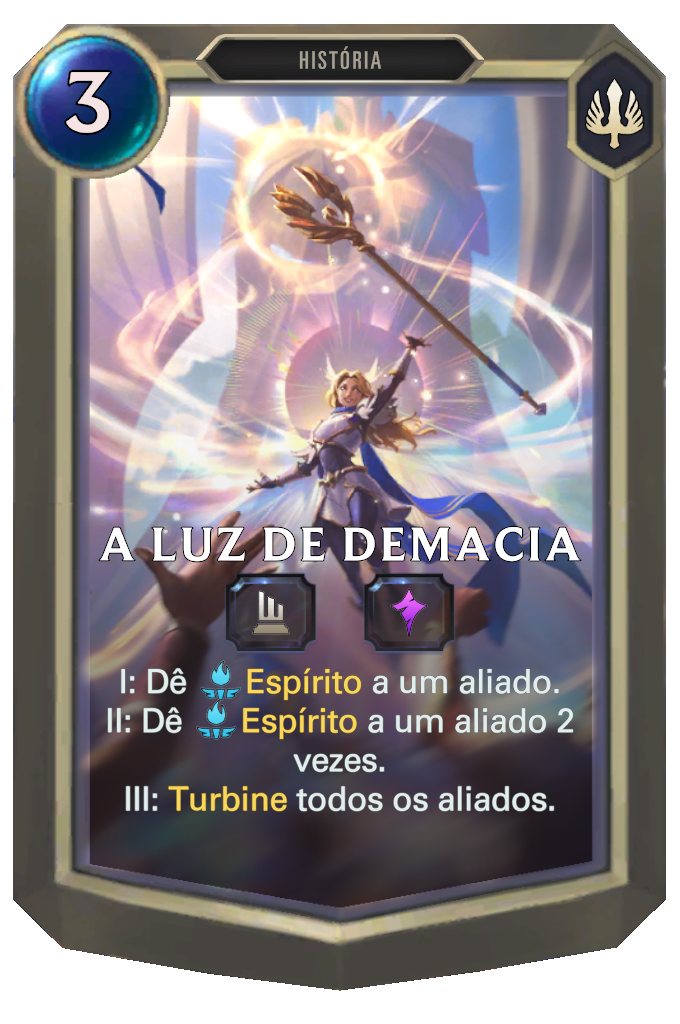 3
HISTÓRIA
A LUZ DE DEMACIA
I: Dê Espírito a um aliado.
II: Dê Espírito a um aliado 2
vezes.
III: Turbine todos os aliados.